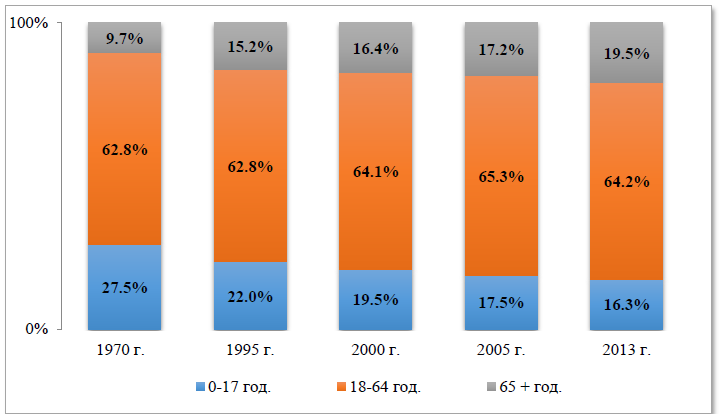 100%
9.7% 15.2% 16.4% 17.2% 19.5%
62.8% 62.8% 64.1% 65.3% 64.2%
27.5% 22.0% 19.5% 17.5% 16.3%
0%
1970 г. 1995 г. 2000 г. 2005 г. 2013 г.
0-17 год. 18-64 год. 65 + год.